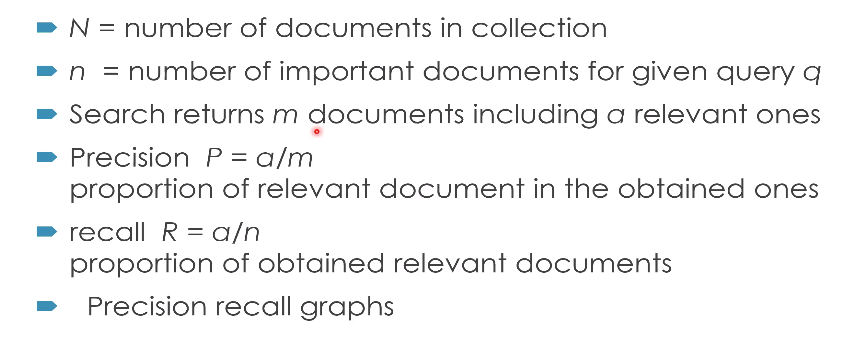 N = number of documents in collection
n = number of important documents for given query q
Search returns m documents including a relevant ones
Precision P = a/m
proportion of relevant document in the obtained ones
recall R = a/n
proportion of obtained relevant documents
Precision recall graphs